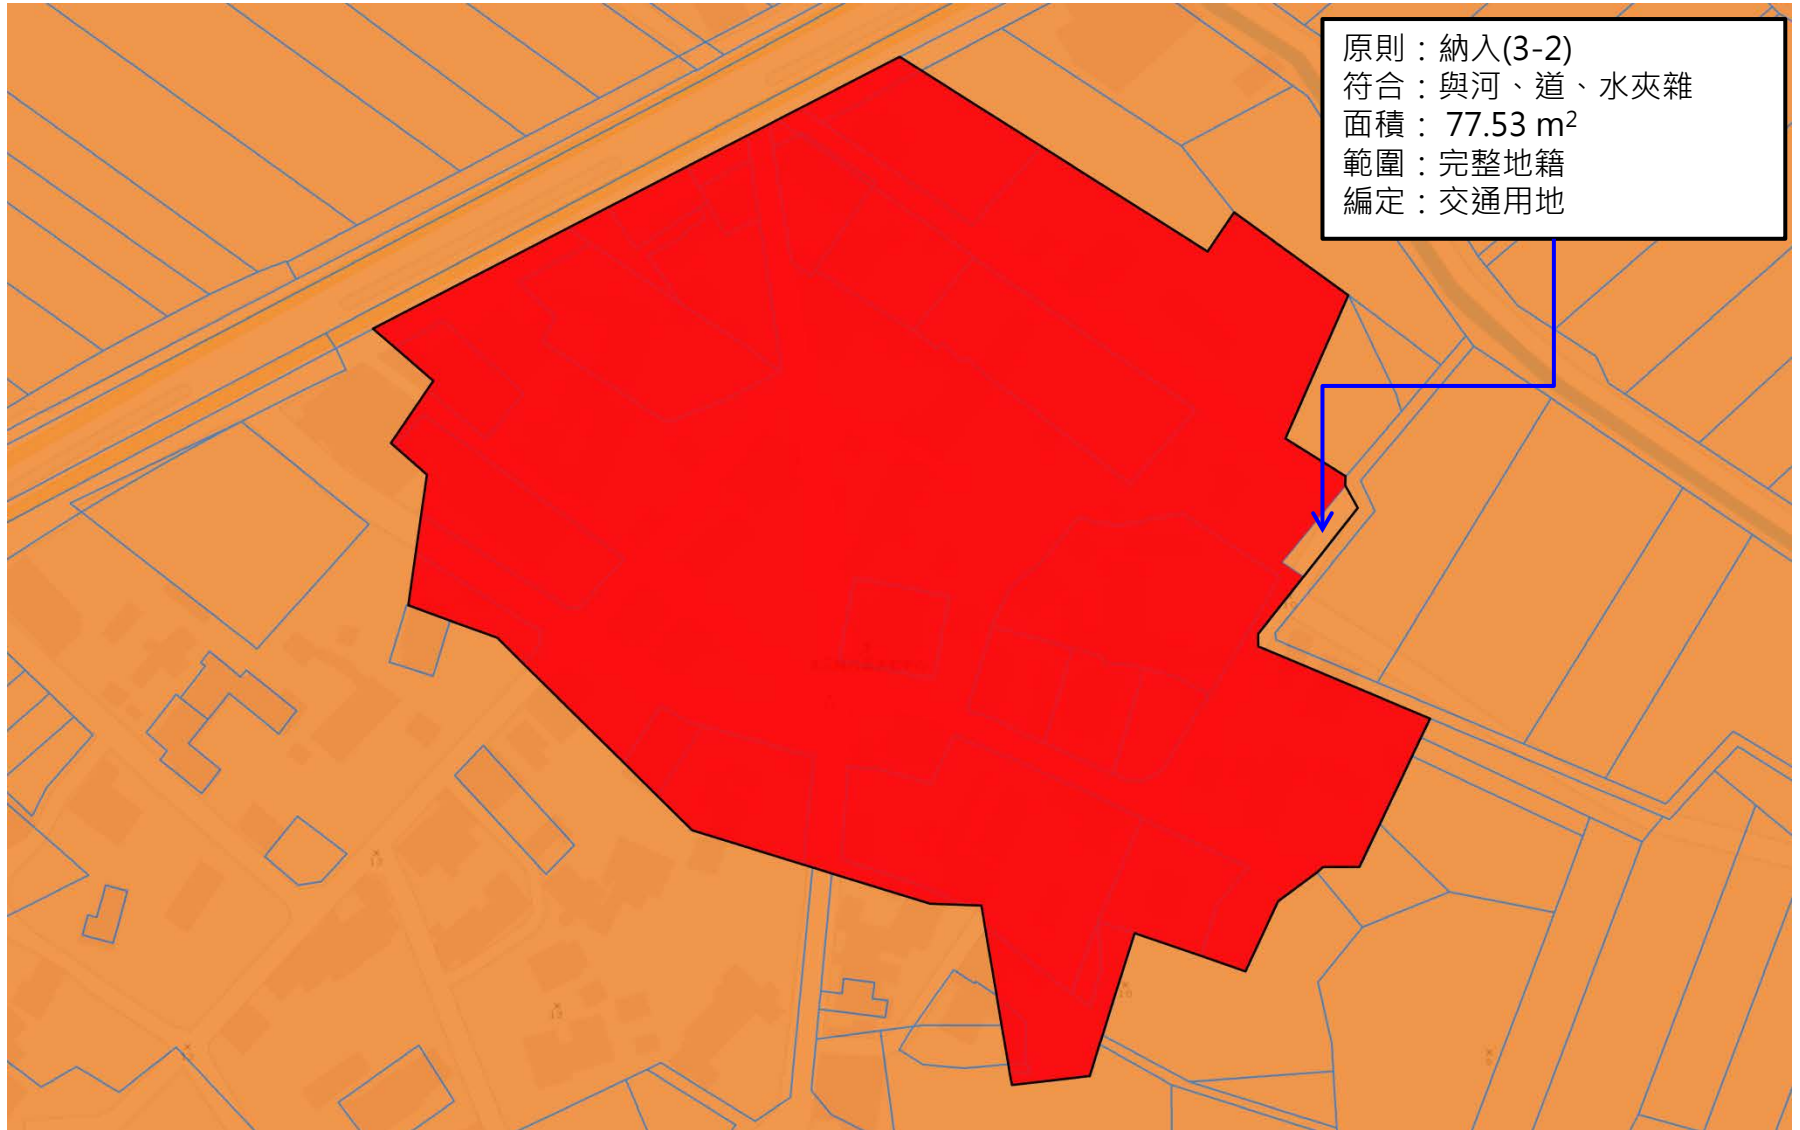 原則：納入(3-2)
符合：與河、道、水夾雜
面積： 77.53 m²
範圍：完整地籍
編定：交通用地